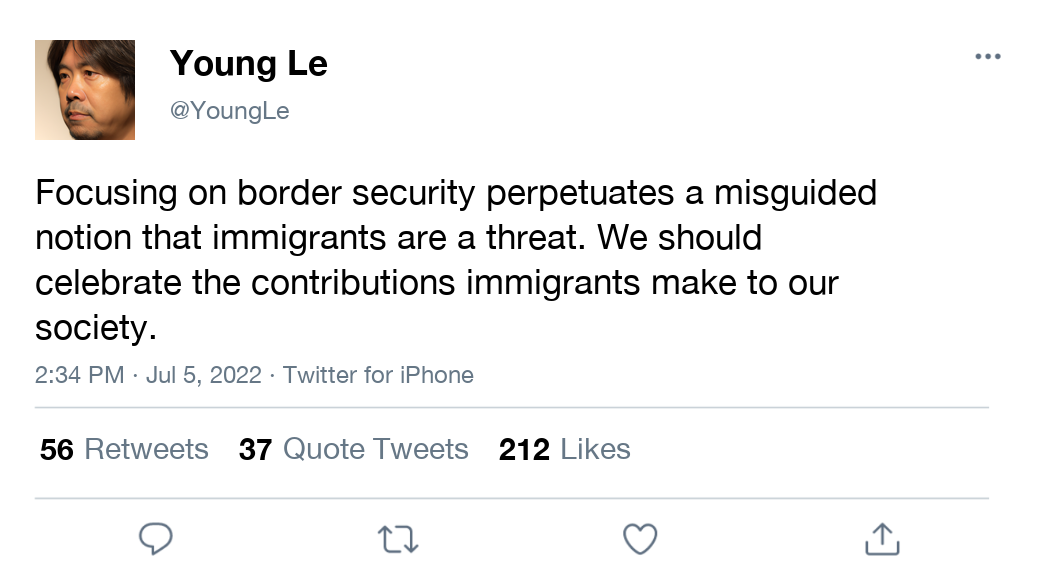 Young Le
@YoungLe
Focusing on border security perpetuates a misguided
notion that immigrants are a threat. We should
celebrate the contributions immigrants make to our
society.
2:34 PM · Jul 5, 2022 · Twitter for iPhone
56 Retweets 37 Quote Tweets 212 Likes